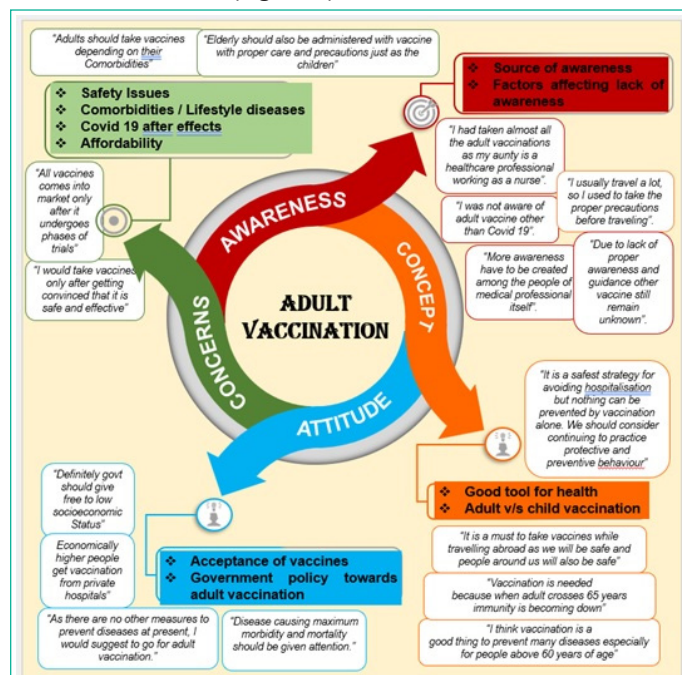 "Adults should take vaccines
depending on their
Comorbidities"
"Elderly should also be administered with vaccine
with proper care and precautions just as the
children"
❖ Safety Issues
❖ Comorbidities / Lifestyle diseases
❖ Covid 19 after effects
❖ Affordability
❖ Source of awareness
❖ Factors affecting lack of
awareness
"All
vaccines
comes into
market only
after it
undergoes
phases of
trials"
"I would take vaccines
only after getting
convinced that it is
safe and effective"
"I had taken almost all
the adult vaccinations
as my aunty is a
healthcare professional
working as a nurse".
"I usually travel a lot,
so I used to take the
proper precautions
before traveling".
"I was not aware of
adult vaccine other
than Covid 19".
"More awareness
have to be created
among the people of
medical professional
itself".
"Due to lack of
proper
awareness and
guidance other
vaccine still
remain
unknown".
AWARENESS
CONCEPT
ATTITUDE
CONCERNS
ADULT
VACCINATION
"It is a safest strategy for
avoiding hospitalisation
but nothing can be
prevented by vaccination
alone. We should consider
continuing to practice
protective and
preventive behaviour"
❖ Good tool for health
❖ Adult v/s child vaccination
"It is a must to take vaccines while
travelling abroad as we will be safe and
people around us will also be safe"
"Vaccination is needed
because when adult crosses 65 years
immunity is becoming down"
"I think vaccination is a
good thing to prevent many diseases especially
for people above 60 years of age"
"Definitely govt
should give
free to low
socioeconomic
Status"
Economically
higher people
get vaccination
from private
hospitals"
❖ Acceptance of vaccines
❖ Government policy towards
adult vaccination
"As there are no other measures to
prevent diseases at present, I
would suggest to go for adult
vaccination."
"Disease causing maximum
morbidity and mortality
should be given attention."